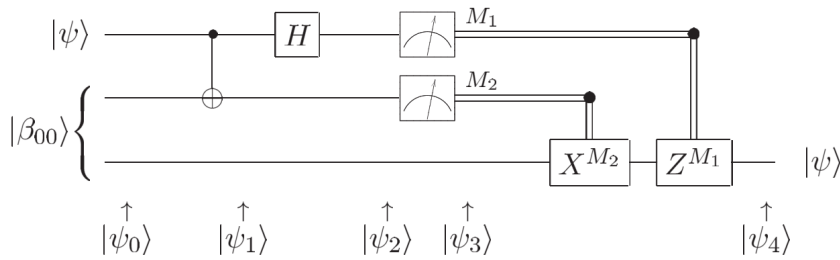 |ψ⟩ H M₁
M₂
|β₀₀⟩
X^{M₂} Z^{M₁} |ψ⟩
↑ ↑ ↑ ↑ ↑
|ψ₀⟩ |ψ₁⟩ |ψ₂⟩ |ψ₃⟩ |ψ₄⟩